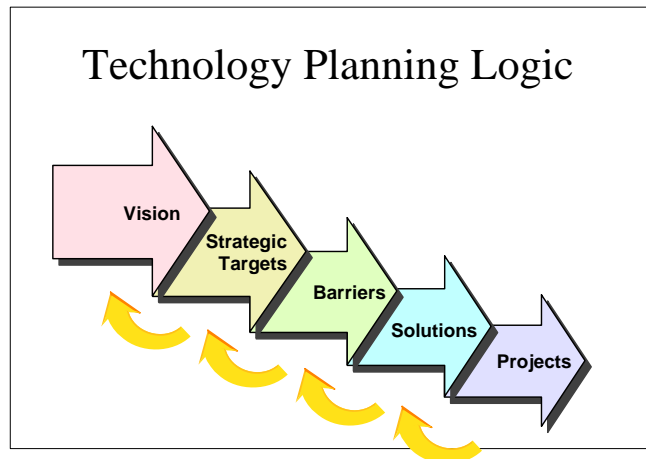 Technology Planning Logic
Vision
Strategic
Targets
Barriers
Solutions
Projects